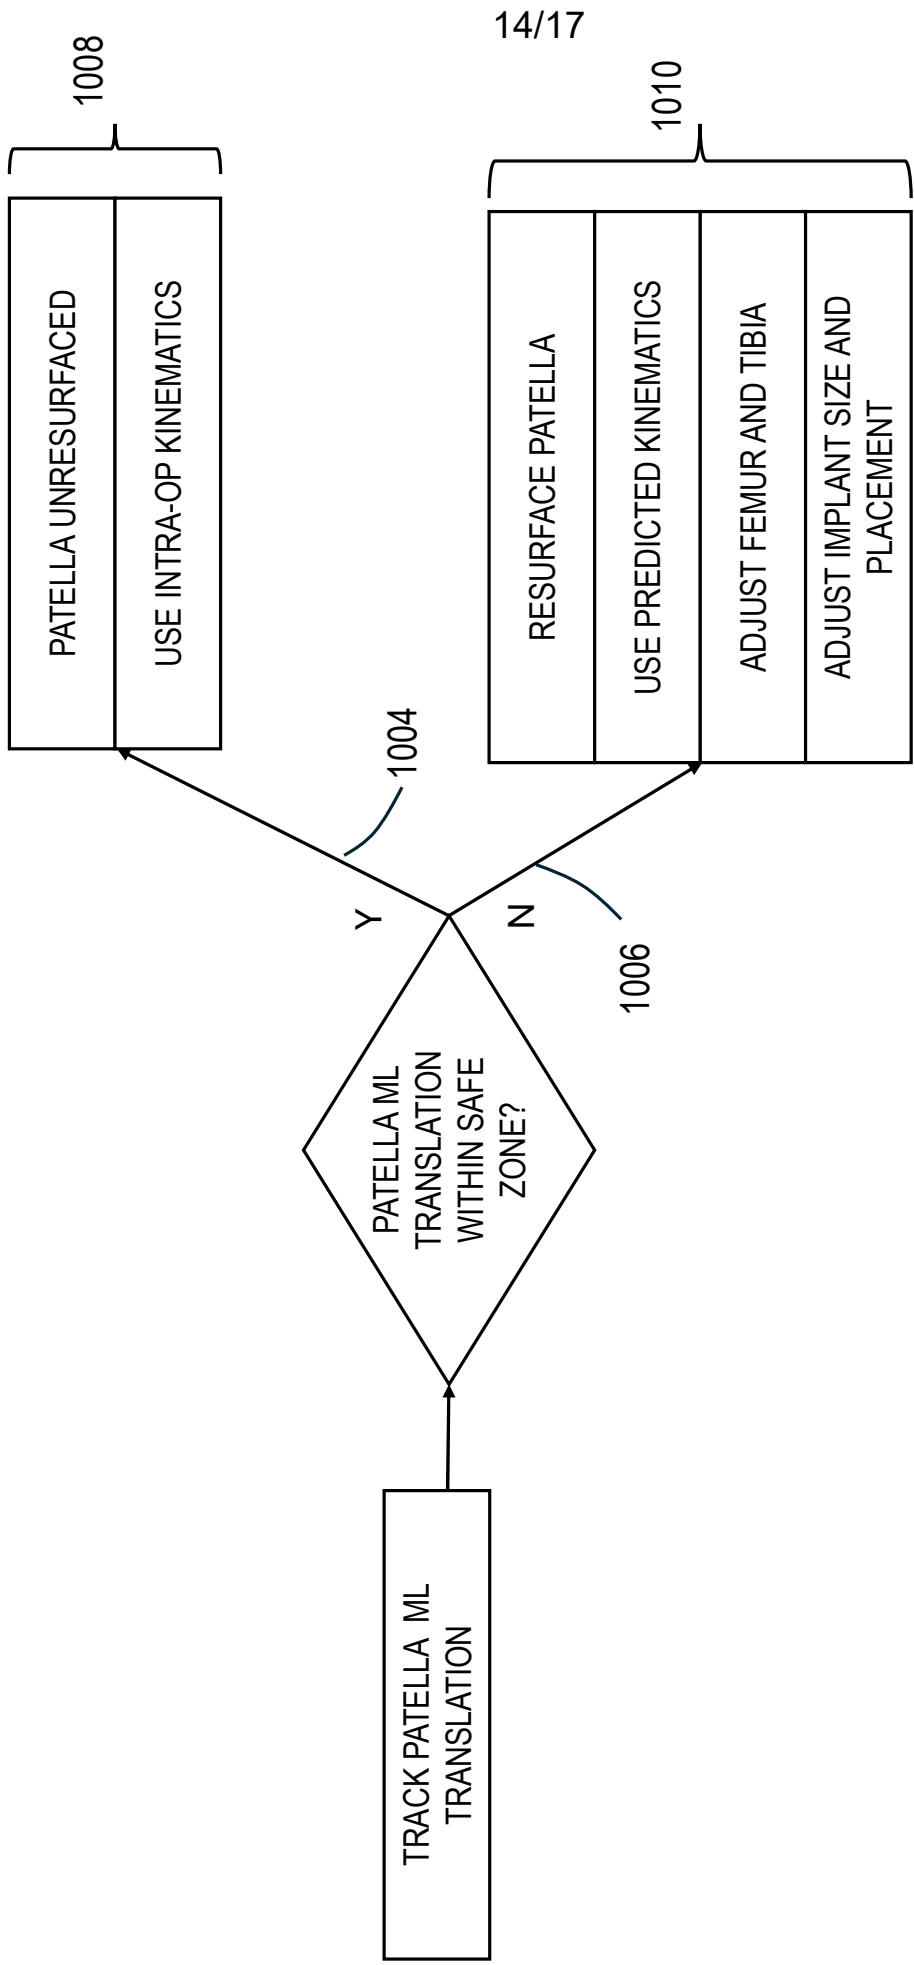 14/17
TRACK PATELLA ML
TRANSLATION
PATELLA ML
TRANSLATION
WITHIN SAFE
ZONE?
Y
1004
N
1006
PATELLA UNRESURFACED
USE INTRA-OP KINEMATICS
1008
RESURFACE PATELLA
USE PREDICTED KINEMATICS
ADJUST FEMUR AND TIBIA
ADJUST IMPLANT SIZE AND
PLACEMENT
1010